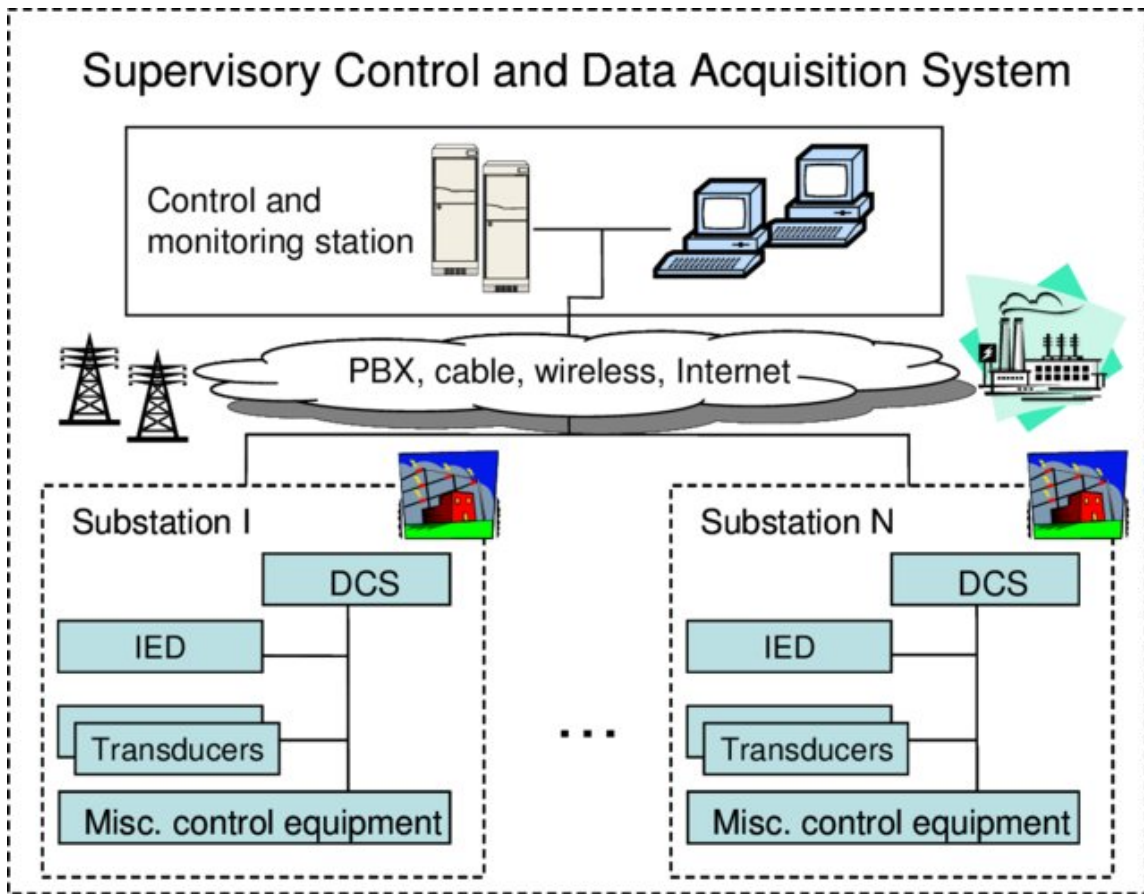 Supervisory Control and Data Acquisition System
Control and
monitoring station
PBX, cable, wireless, Internet
Substation I
DCS
IED
Transducers
Misc. control equipment
...
Substation N
DCS
IED
Transducers
Misc. control equipment